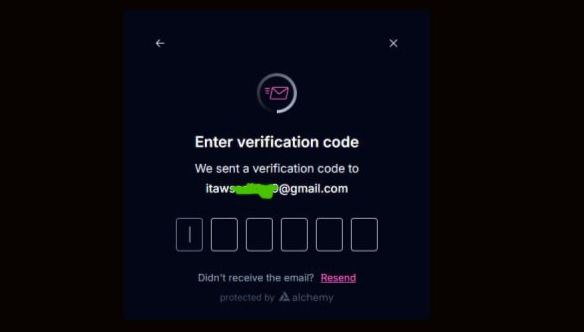 Enter verification code
We sent a verification code to
itaws 9@gmail.com
Didn't receive the email? Resend
protected by alchemy